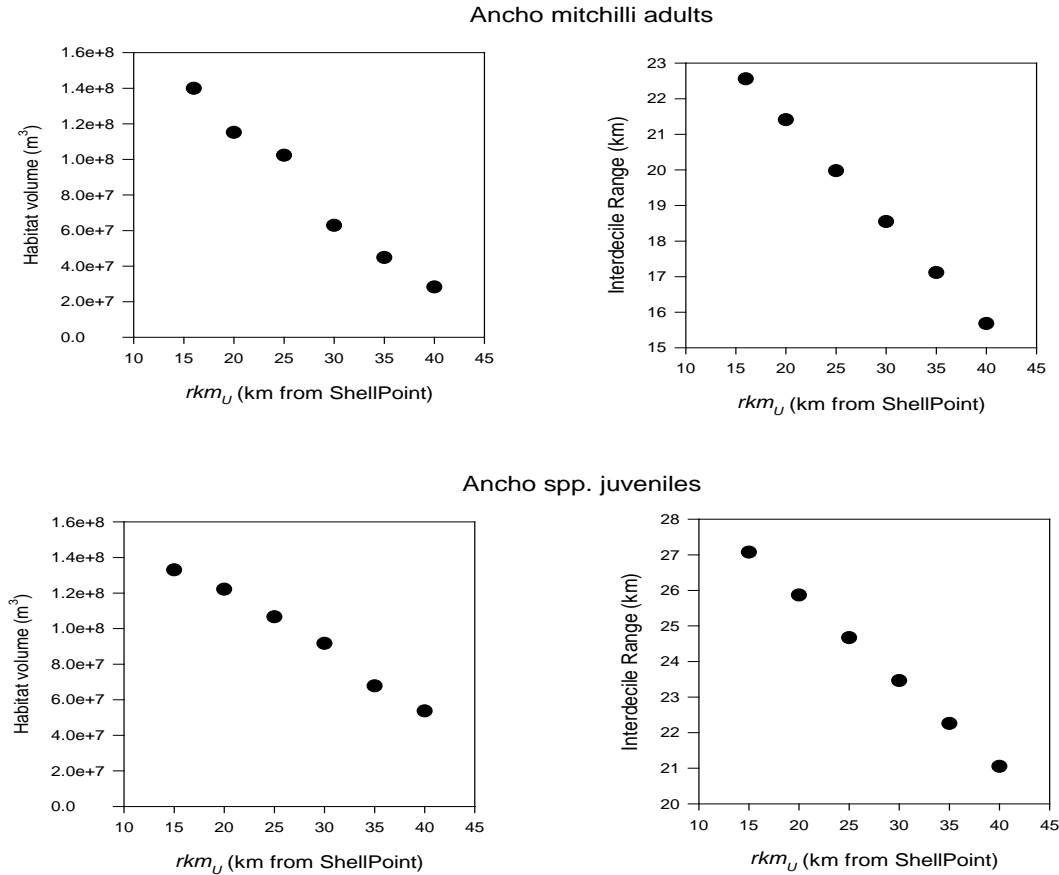 Ancho mitchilli adults
Habitat volume (m³)
1.6e+8
1.4e+8
1.2e+8
1.0e+8
8.0e+7
6.0e+7
4.0e+7
2.0e+7
0.0
10 15 20 25 30 35 40 45
rkm_U (km from ShellPoint)
Interdecile Range (km)
23
22
21
20
19
18
17
16
15
10 15 20 25 30 35 40 45
rkm_U (km from ShellPoint)
Ancho spp. juveniles
Habitat volume (m³)
1.6e+8
1.4e+8
1.2e+8
1.0e+8
8.0e+7
6.0e+7
4.0e+7
2.0e+7
0.0
10 15 20 25 30 35 40 45
rkm_U (km from ShellPoint)
Interdecile Range (km)
28
27
26
25
24
23
22
21
20
10 15 20 25 30 35 40 45
rkm_U (km from ShellPoint)